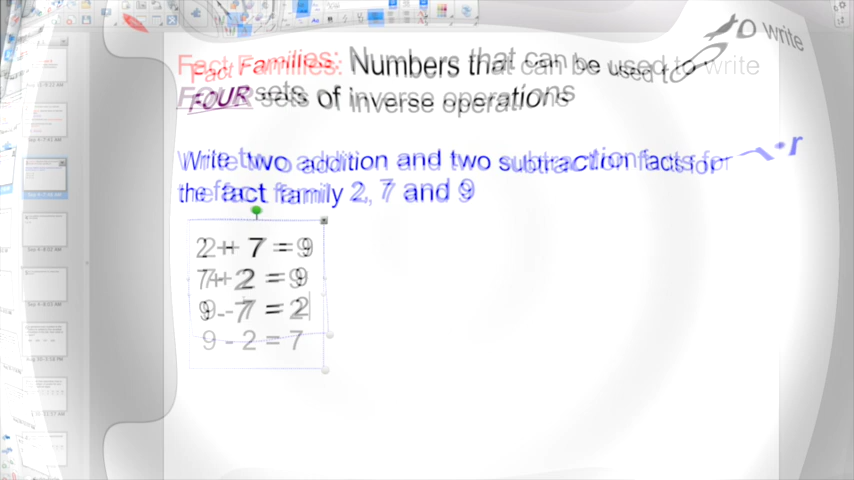 Fact Families: Numbers that can be used to write
FOUR sets of inverse operations
Write two addition and two subtraction facts for
the fact family 2, 7 and 9
2 + 7 = 9
7 + 2 = 9
9 - 7 = 2
9 - 2 = 7